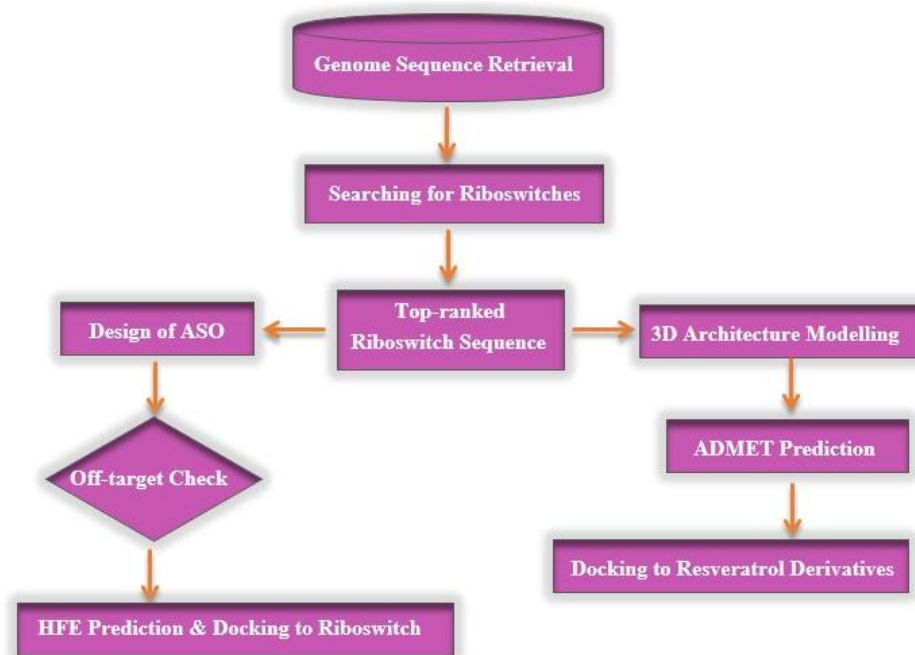 Genome Sequence Retrieval
Searching for Riboswitches
Top-ranked
Riboswitch Sequence
Design of ASO
3D Architecture Modelling
Off-target Check
ADMET Prediction
Docking to Resveratrol Derivatives
HFE Prediction & Docking to Riboswitch